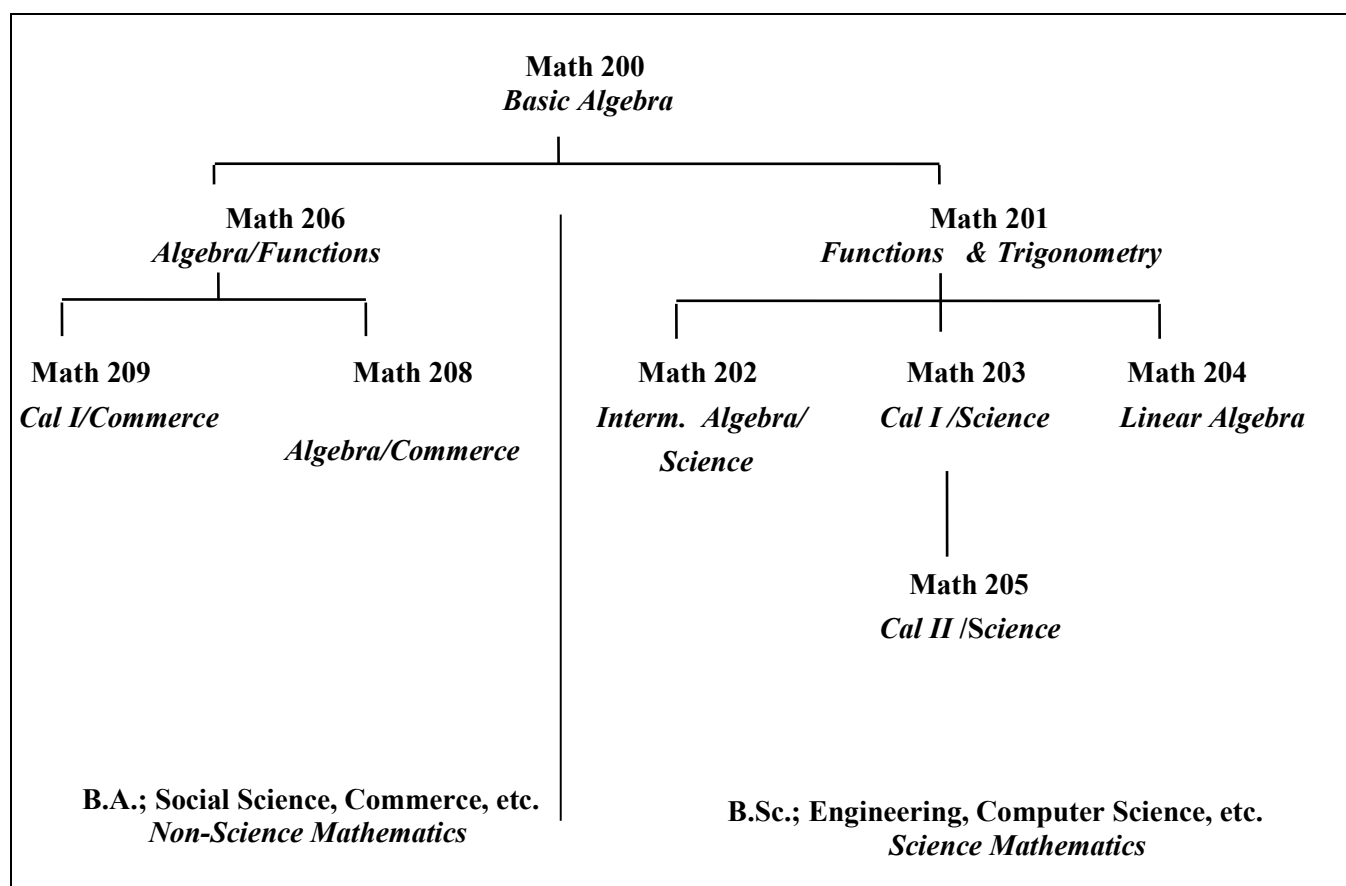 Math 200
Basic Algebra
Math 206
Algebra/Functions
Math 201
Functions & Trigonometry
Math 209
Cal I/Commerce
Math 208
Algebra/Commerce
Math 202
Interm. Algebra/
Science
Math 203
Cal I /Science
Math 204
Linear Algebra
Math 205
Cal II /Science
B.A.; Social Science, Commerce, etc.
Non-Science Mathematics
B.Sc.; Engineering, Computer Science, etc.
Science Mathematics